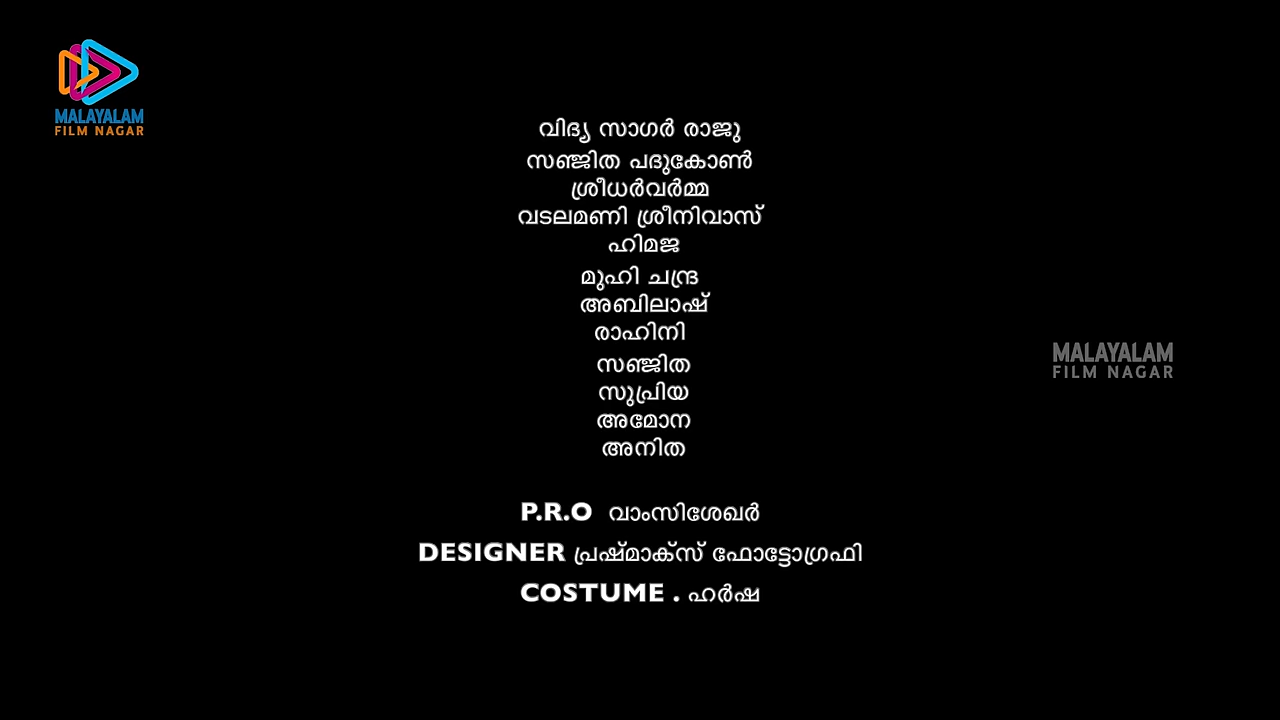 MALAYALAM
FILM NAGAR
വിദ്യ സാഗർ രാജു
സഞ്ജിത പദുകോൺ
ശ്രീധർവർമ്മ
വടലമണി ശ്രീനിവാസ്
ഹിമജ
മുഹി ചന്ദ്ര
അബിലാഷ്
രാഹിനി
സഞ്ജിത
സുപ്രിയ
അമോന
അനിത
MALAYALAM
FILM NAGAR
P.R.O വാംസിശേഖർ
DESIGNER പ്രഷ്മാക്സ് ഫോട്ടോഗ്രഫി
COSTUME . ഹർഷ